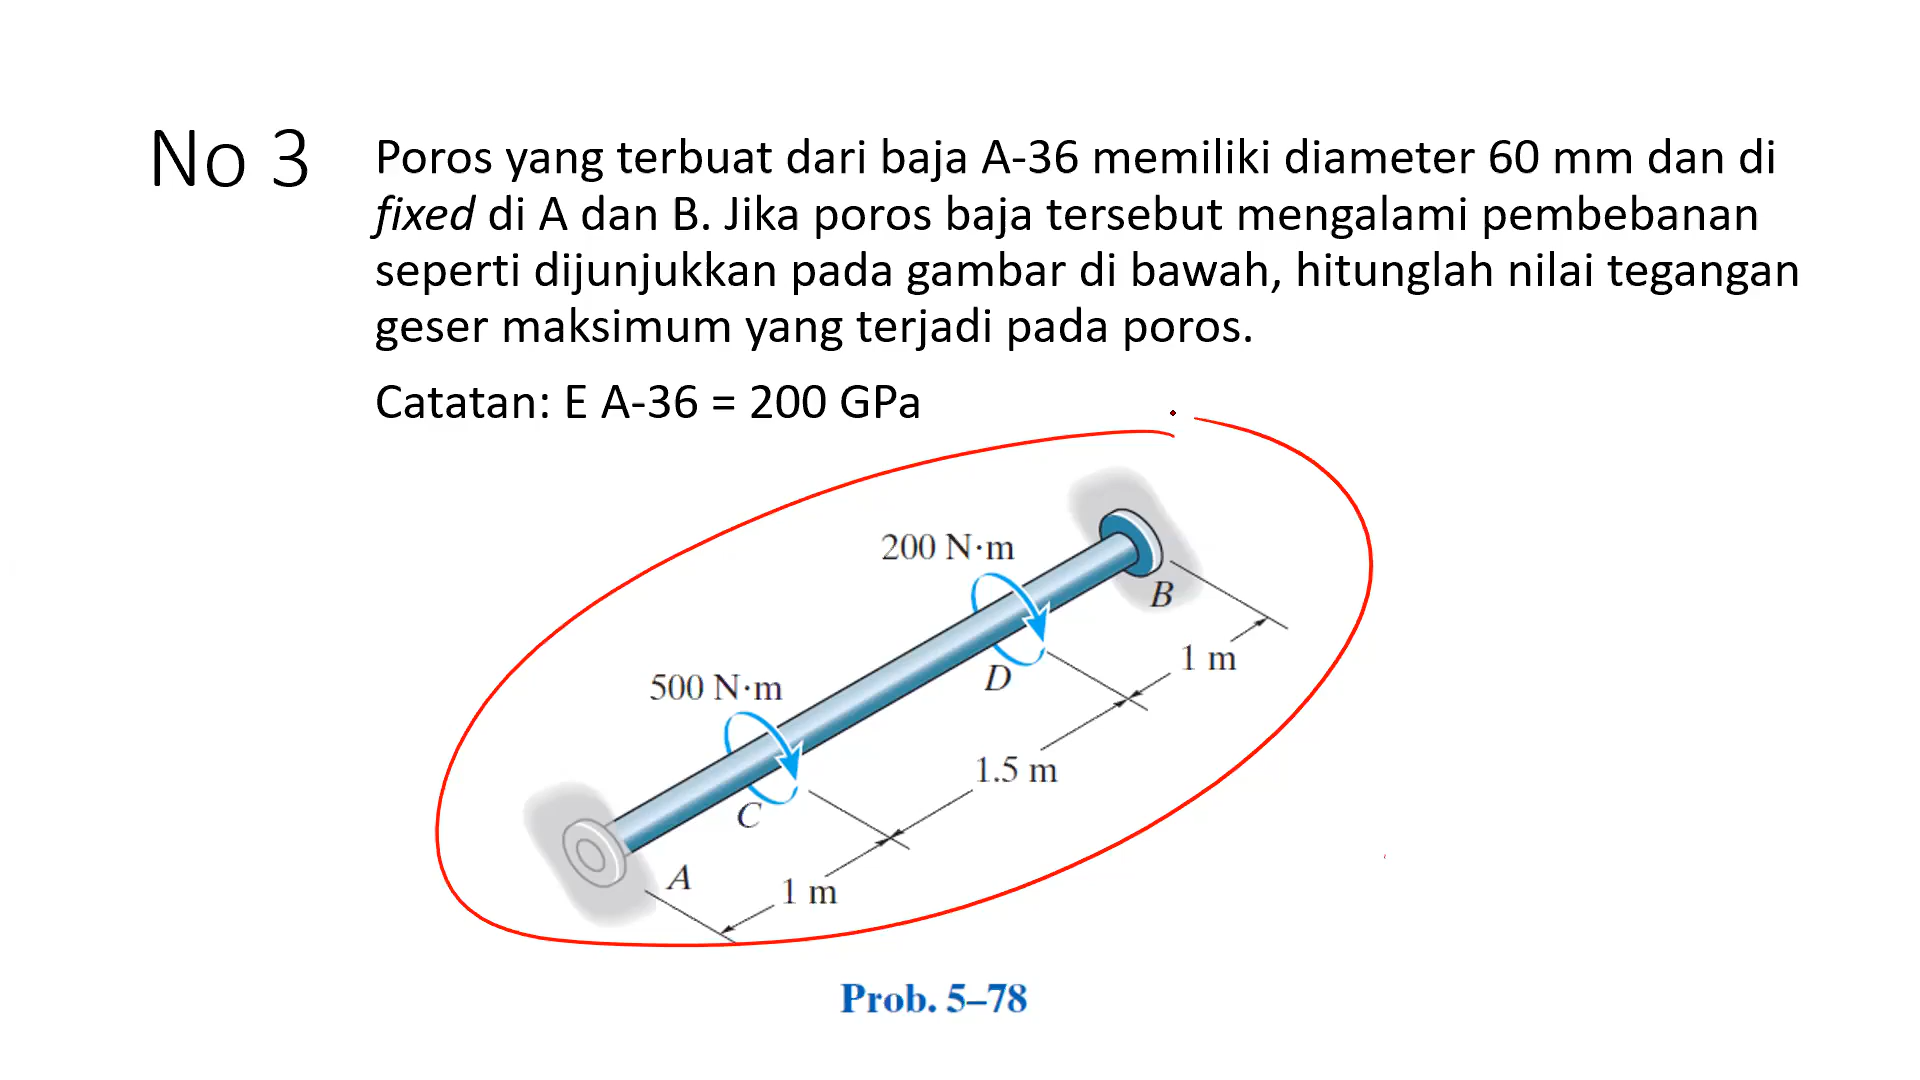 No 3
Poros yang terbuat dari baja A-36 memiliki diameter 60 mm dan di
fixed di A dan B. Jika poros baja tersebut mengalami pembebanan
seperti dijunjukkan pada gambar di bawah, hitunglah nilai tegangan
geser maksimum yang terjadi pada poros.
Catatan: E A-36 = 200 GPa
200 N·m
B
1 m
D
500 N·m
1.5 m
C
A
1 m
Prob. 5–78